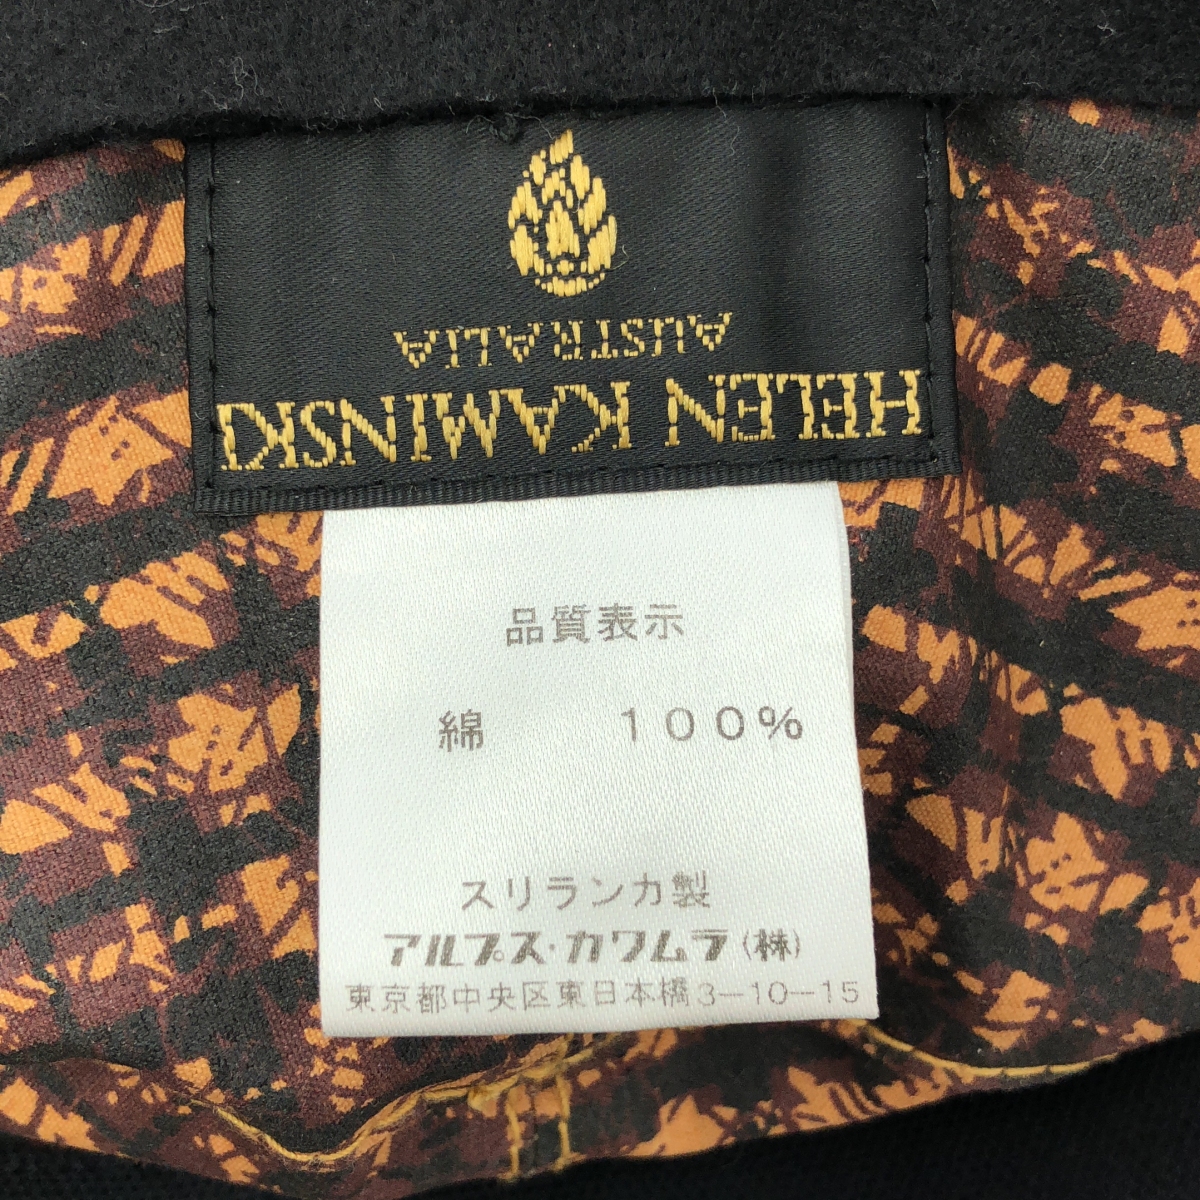 HELEN KAMINSKI
AUSTRALIA
品質表示
綿 100%
スリランカ製
アルプス・カワムラ(株)
東京都中央区東日本橋3-10-15